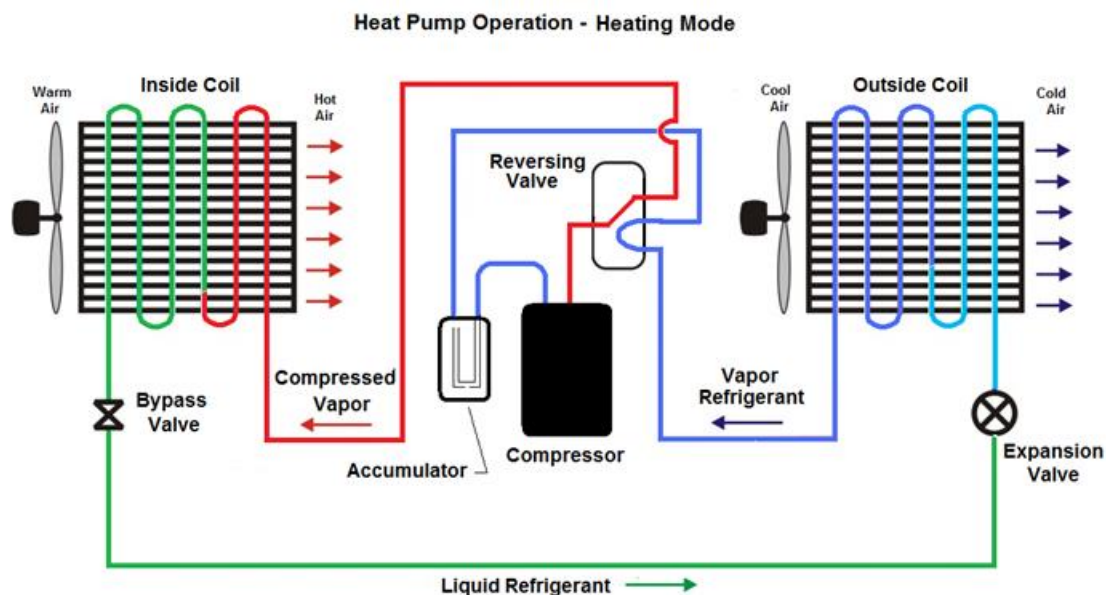 Heat Pump Operation - Heating Mode
Inside Coil
Warm
Air
Hot
Air
Reversing
Valve
Cool
Air
Outside Coil
Cold
Air
Bypass
Valve
Compressed
Vapor
Accumulator
Compressor
Vapor
Refrigerant
Expansion
Valve
Liquid Refrigerant